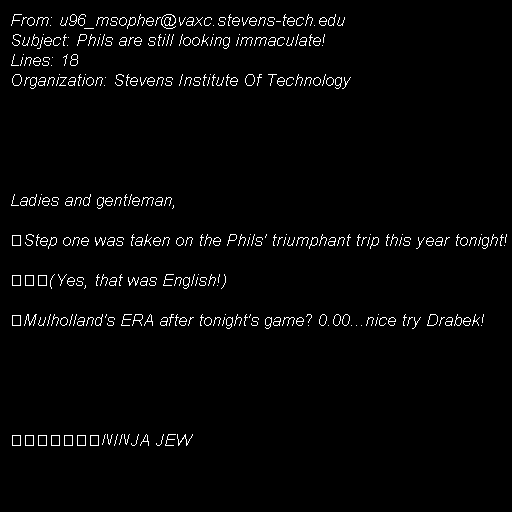 From: u96_msopher@vaxc.stevens-tech.edu
Subject: Phils are still looking immaculate!
Lines: 18
Organization: Stevens Institute Of Technology
Ladies and gentleman,
□Step one was taken on the Phils' triumphant trip this year tonight!
□□□(Yes, that was English!)
□Mulholland's ERA after tonight's game? 0.00...nice try Drabek!
□□□□□□□NINJA JEW